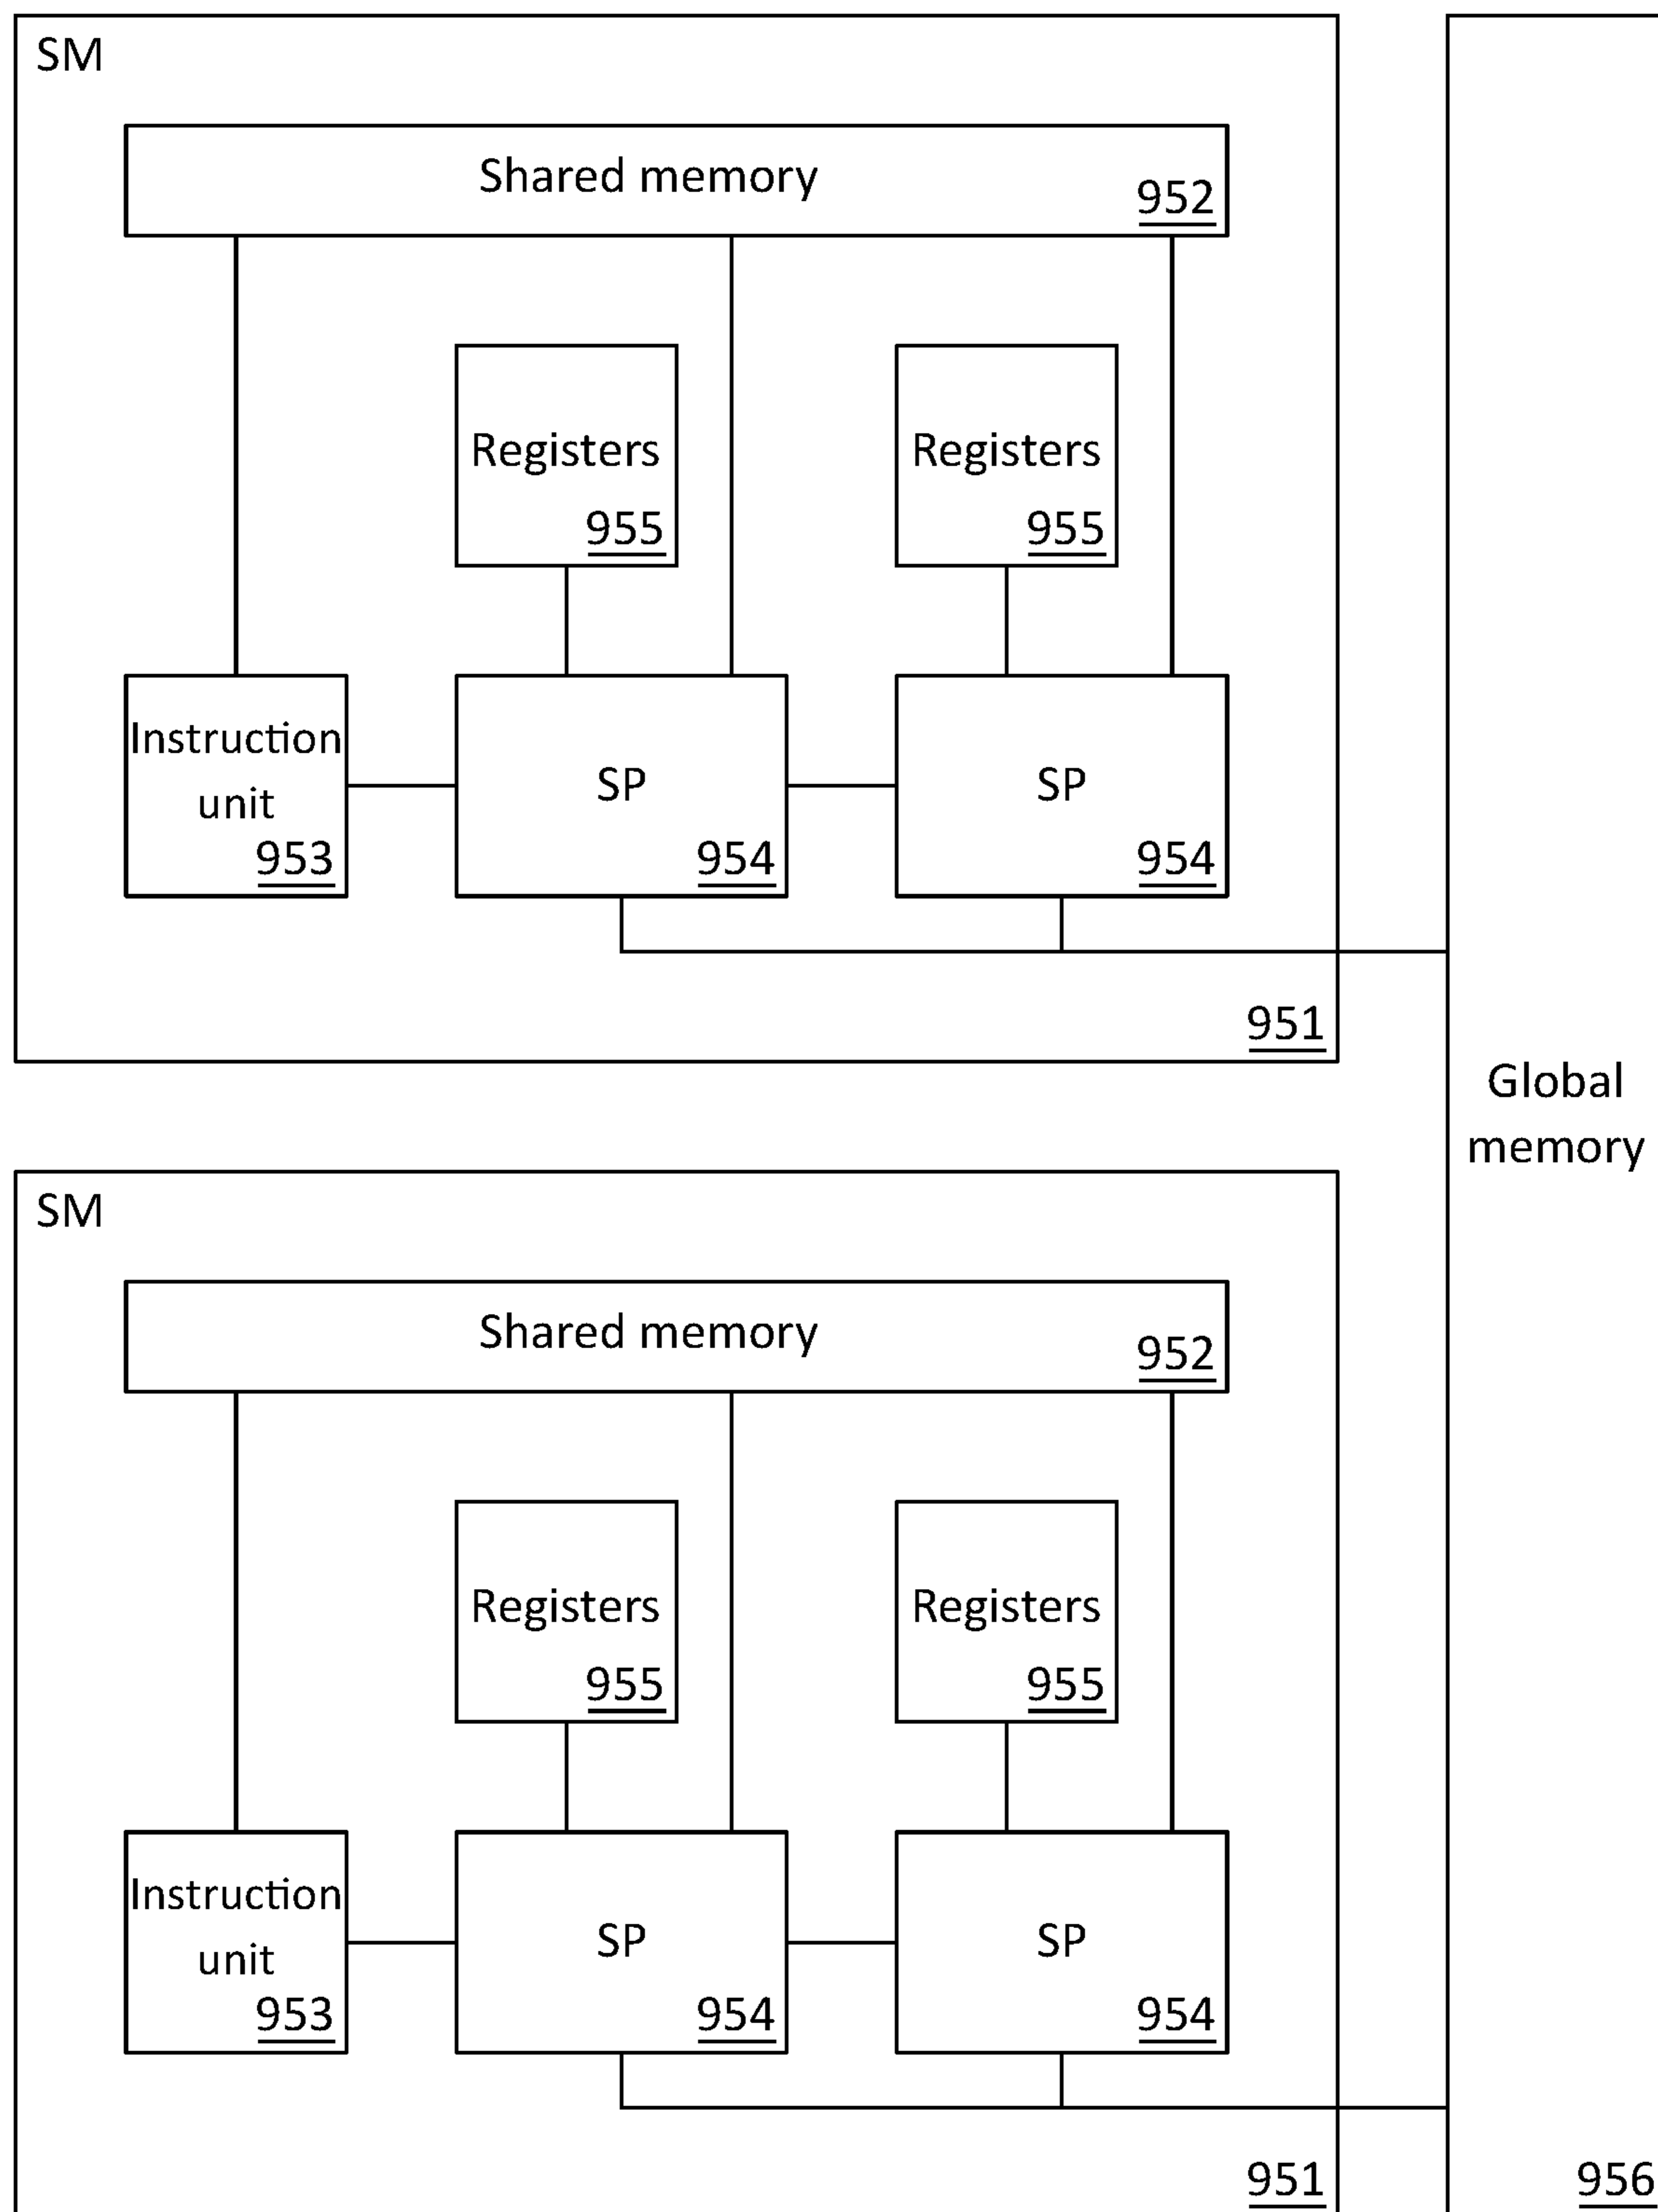 SM
Shared memory
952
Registers
955
Registers
955
Instruction
unit
953
SP
954
SP
954
951
Global
memory
SM
Shared memory
952
Registers
955
Registers
955
Instruction
unit
953
SP
954
SP
954
951
956